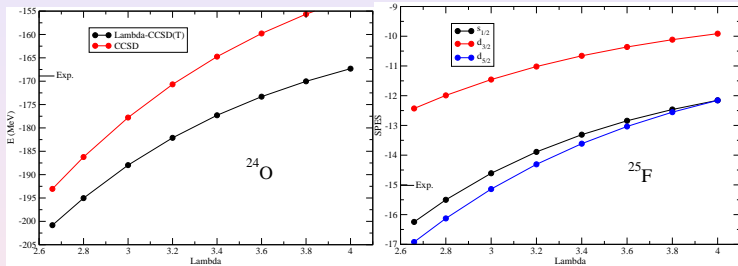 -155
-160
-165
-170
-175
-180
-185
-190
-195
-200
-205
E (MeV)
Lambda-CCSD(T)
CCSD
Exp.
24O
2.6 2.8 3 3.2 3.4 3.6 3.8 4
Lambda
-9
-10
-11
-12
-13
-14
-15
-16
-17
SPES
s1/2
d3/2
d5/2
Exp.
25F
2.6 2.8 3 3.2 3.4 3.6 3.8 4
Lambda